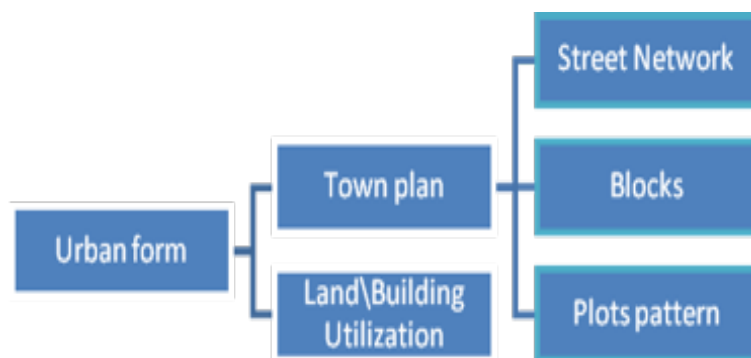 Street Network
Town plan
Blocks
Urban form
Land\Building
Utilization
Plots pattern